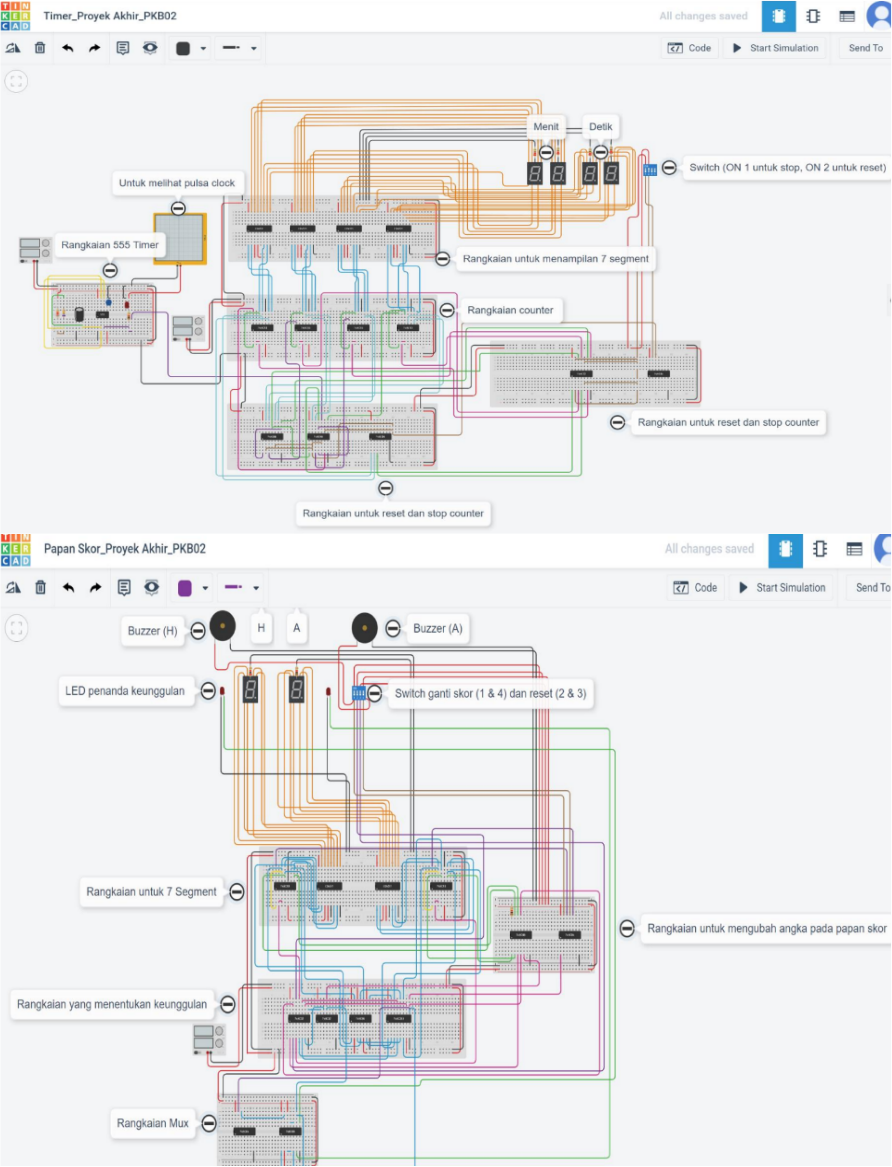 TIN
KER
CAD
Timer_Proyek Akhir_PKB02
All changes saved
Code
Start Simulation
Send To
Menit
Detik
Switch (ON 1 untuk stop, ON 2 untuk reset)
Untuk melihat pulsa clock
Rangkaian 555 Timer
Rangkaian untuk menampilan 7 segment
Rangkaian counter
Rangkaian untuk reset dan stop counter
Rangkaian untuk reset dan stop counter
TIN
KER
CAD
Papan Skor_Proyek Akhir_PKB02
All changes saved
Code
Start Simulation
Send To
Buzzer (H)
H
A
Buzzer (A)
LED penanda keunggulan
Switch ganti skor (1 & 4) dan reset (2 & 3)
Rangkaian untuk 7 Segment
Rangkaian untuk mengubah angka pada papan skor
Rangkaian yang menentukan keunggulan
Rangkaian Mux